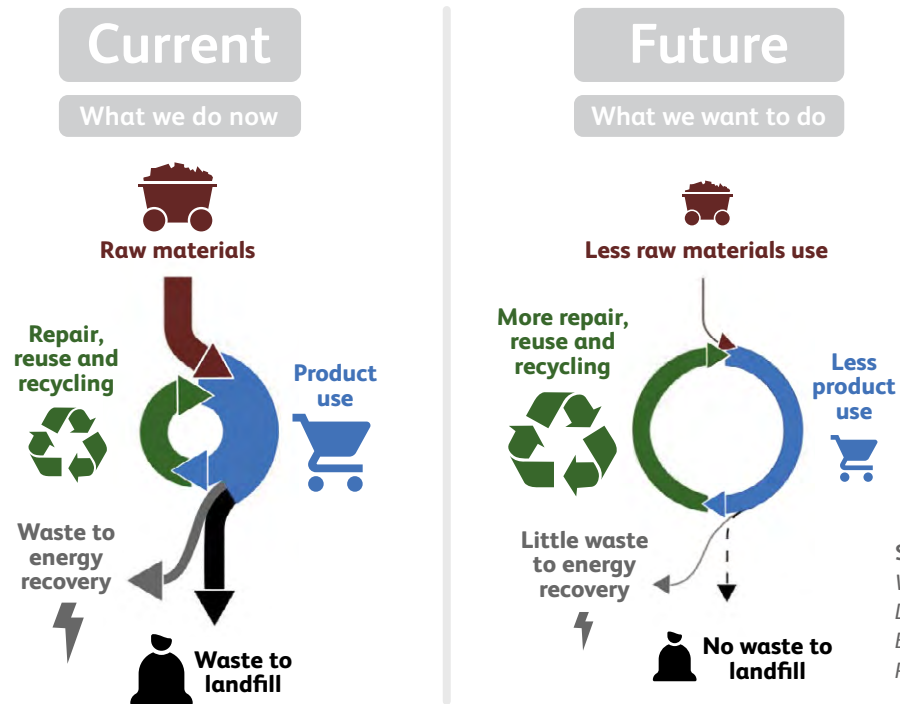 Current
What we do now
Raw materials
Repair,
reuse and
recycling
Product
use
Waste to
energy
recovery
Waste to
landfill
Future
What we want to do
Less raw materials use
More repair,
reuse and
recycling
Less
product
use
Little waste
to energy
recovery
No waste to
landfill